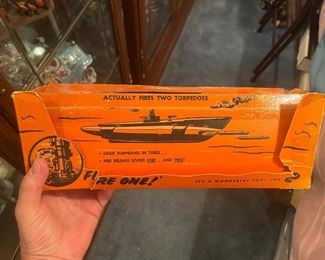 ACTUALLY FIRES TWO TORPEDOES
• LOAD TORPEDOES IN TUBES...
• FIRE RELEASE LEVERS ONE... AND TWO!
"FIRE ONE!"
IT'S A WONDERFUL TOY...IT'S